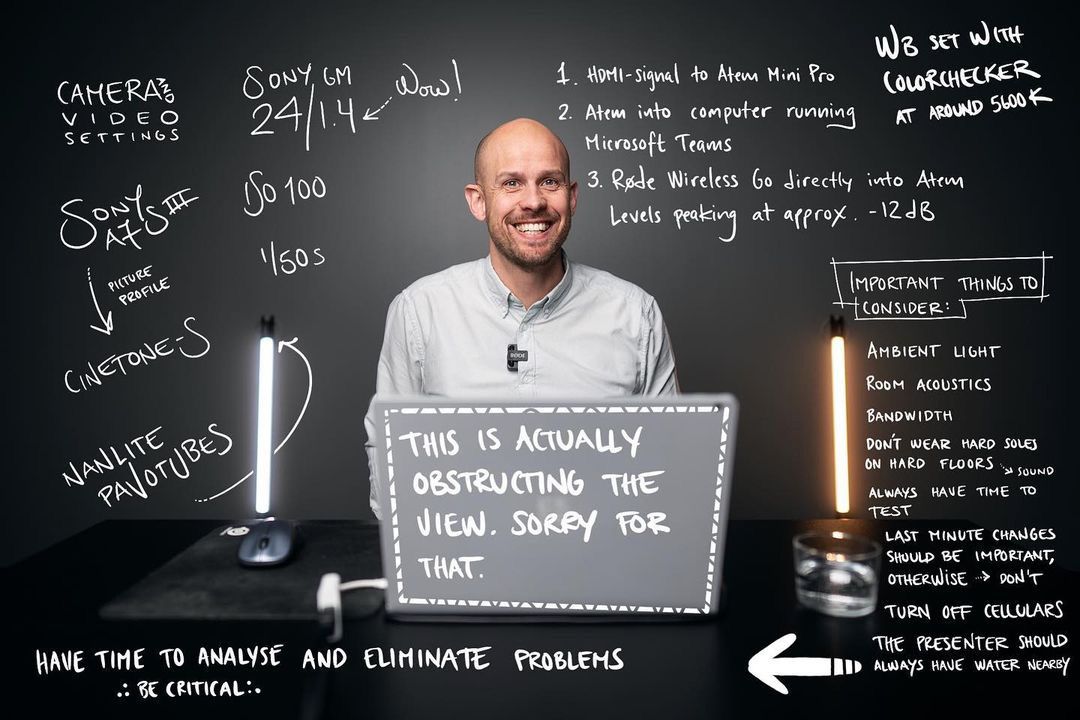 CAMERA AND
VIDEO
SETTINGS
SONY
A7SIII
PICTURE
PROFILE
CINETONE-S
NANLITE
PAVOTUBES
SONY GM
24/1.4
Wow!
ISO 100
1/50s
1. HDMI-signal to Atem Mini Pro
2. Atem into computer running
Microsoft Teams
3. Røde Wireless Go directly into Atem
Levels peaking at approx. -12dB
WB SET WITH
COLORCHECKER
AT AROUND 5600K
IMPORTANT THINGS TO
CONSIDER:
AMBIENT LIGHT
ROOM ACOUSTICS
BANDWIDTH
DON'T WEAR HARD SOLES
ON HARD FLOORS
SOUND
ALWAYS HAVE TIME TO
TEST
LAST MINUTE CHANGES
SHOULD BE IMPORTANT,
OTHERWISE ⇢ DON'T
TURN OFF CELLULARS
THE PRESENTER SHOULD
ALWAYS HAVE WATER NEARBY
RØDE
THIS IS ACTUALLY
OBSTRUCTING THE
VIEW. SORRY FOR
THAT.
HAVE TIME TO ANALYSE AND ELIMINATE PROBLEMS
.: BE CRITICAL:.